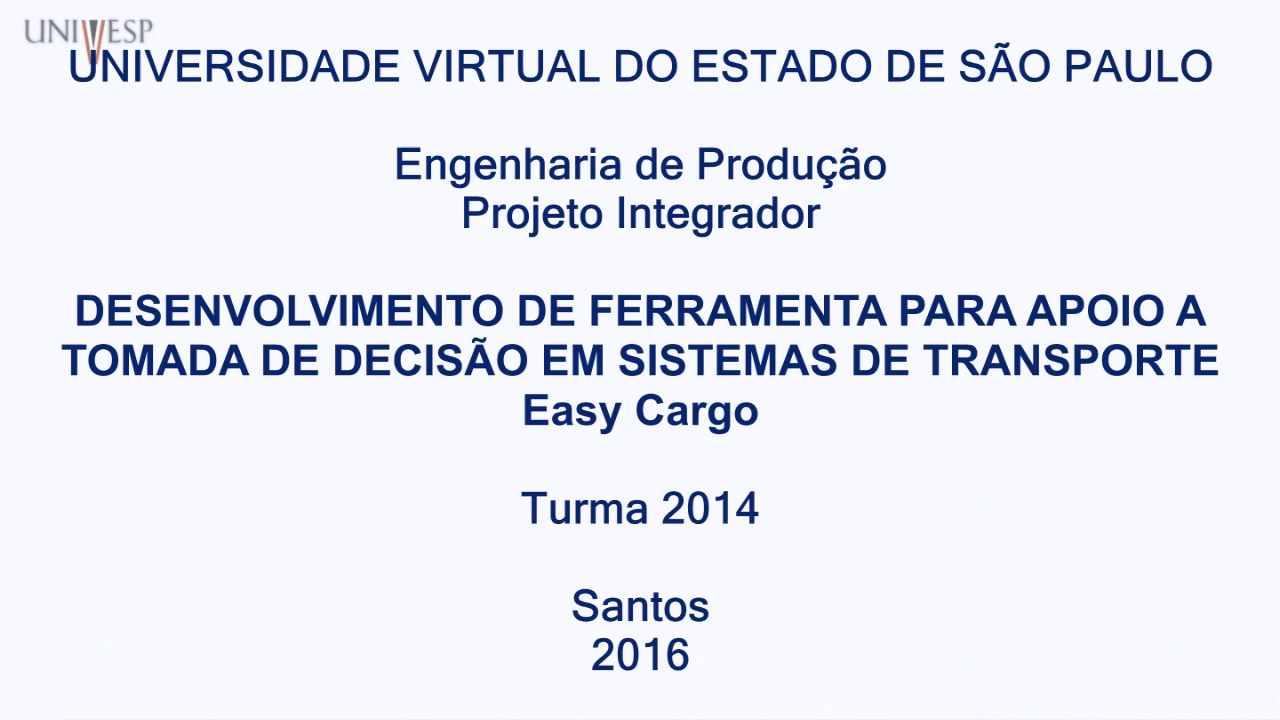 UNIVESP
UNIVERSIDADE VIRTUAL DO ESTADO DE SÃO PAULO
Engenharia de Produção
Projeto Integrador
DESENVOLVIMENTO DE FERRAMENTA PARA APOIO A
TOMADA DE DECISÃO EM SISTEMAS DE TRANSPORTE
Easy Cargo
Turma 2014
Santos
2016